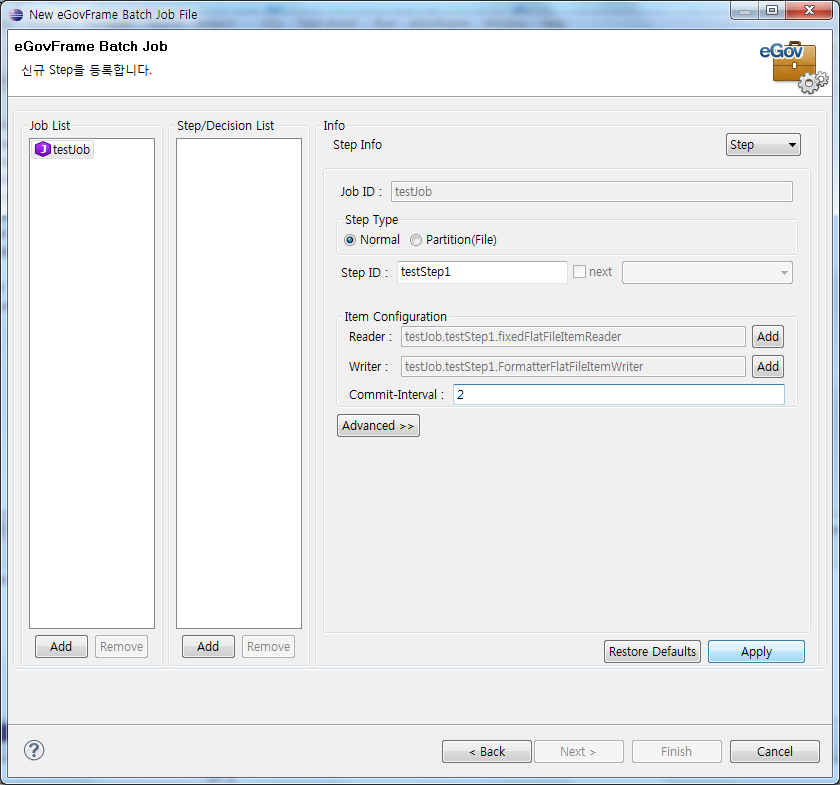 New eGovFrame Batch Job File
eGovFrame Batch Job
신규 Step을 등록합니다.
eGov
Job List
testJob
Add
Remove
Step/Decision List
Add
Remove
Info
Step Info
Step
Job ID :
testJob
Step Type
Normal
Partition(File)
Step ID :
testStep1
next
Item Configuration
Reader :
testJob.testStep1.fixedFlatFileItemReader
Add
Writer :
testJob.testStep1.FormatterFlatFileItemWriter
Add
Commit-Interval :
2
Advanced >>
Restore Defaults
Apply
?
< Back
Next >
Finish
Cancel